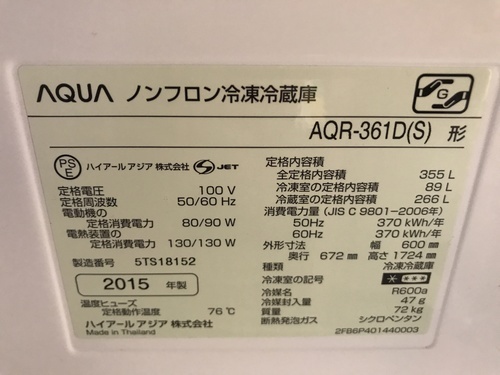 AQUA ノンフロン冷凍冷蔵庫
G
AQR-361D(S) 形
PS E ハイアール アジア 株式会社 S JET
定格電圧 100 V
定格周波数 50/60 Hz
電動機の
定格消費電力 80/90 W
電熱装置の
定格消費電力 130/130 W
製造番号 5TS18152
2015 年製
温度ヒューズ
定格動作温度 76℃
ハイアール アジア 株式会社
Made in Thailand
定格内容積
全定格内容積 355 L
冷凍室の定格内容積 89 L
冷蔵室の定格内容積 266 L
消費電力量 (JIS C 9801-2006年)
50Hz 370 kWh/年
60Hz 370 kWh/年
外形寸法 幅 600 mm
奥行 672 mm 高さ 1724 mm
種類 冷凍冷蔵庫
冷凍室の記号 ****
冷媒名 R600a
冷媒封入量 47 g
質量 72 kg
断熱発泡ガス シクロペンタン
2FB6P401440003